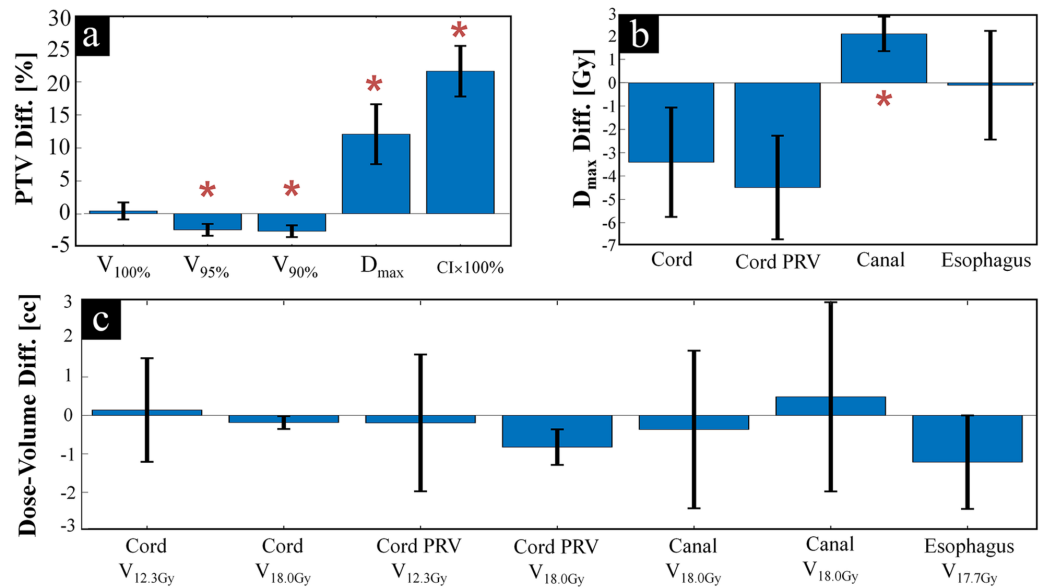 a
PTV Diff. [%]
30
25
20
15
10
5
0
-5
* * * *
V100% V95% V90% Dmax CI×100%
b
Dmax Diff. [Gy]
3
2
1
0
-1
-2
-3
-4
-5
-6
-7
*
Cord Cord PRV Canal Esophagus
c
Dose-Volume Diff. [cc]
3
2
1
0
-1
-2
-3
Cord Cord Cord PRV Cord PRV Canal Canal Esophagus
V12.3Gy V18.0Gy V12.3Gy V18.0Gy V18.0Gy V18.0Gy V17.7Gy